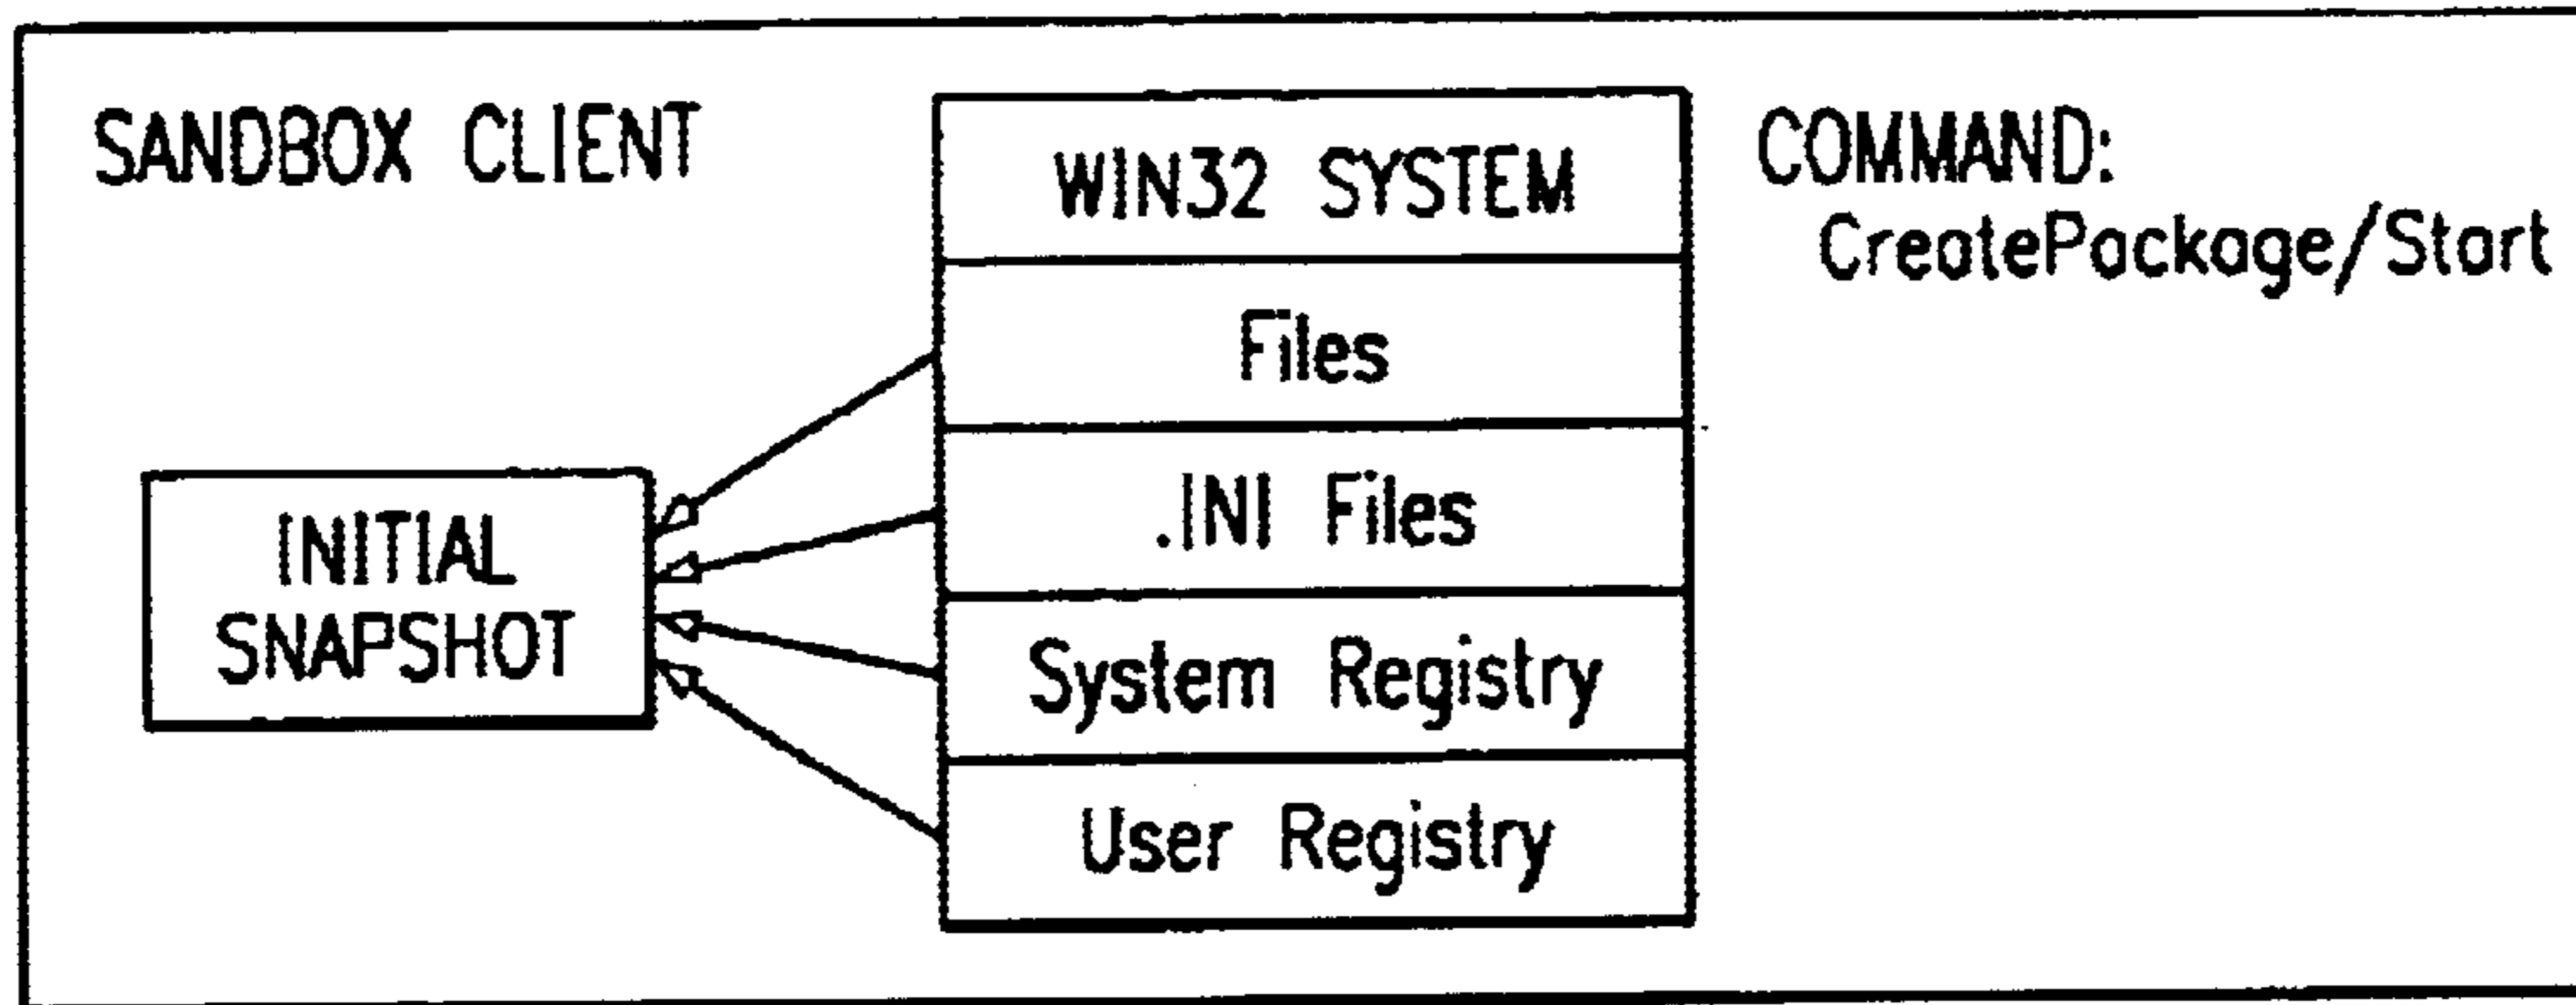 SANDBOX CLIENT
WIN32 SYSTEM
Files
.INI Files
System Registry
User Registry
COMMAND:
CreatePackage/Start
INITIAL
SNAPSHOT